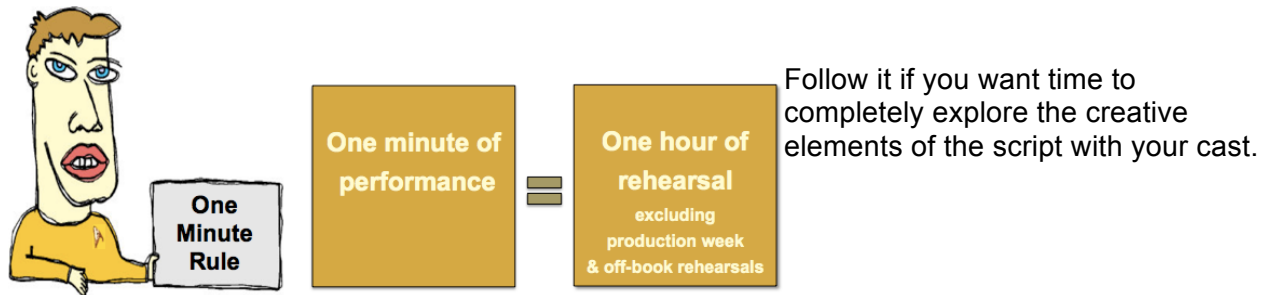 One
Minute
Rule
One minute of
performance
=
One hour of
rehearsal
excluding
production week
& off-book rehearsals
Follow it if you want time to
completely explore the creative
elements of the script with your cast.